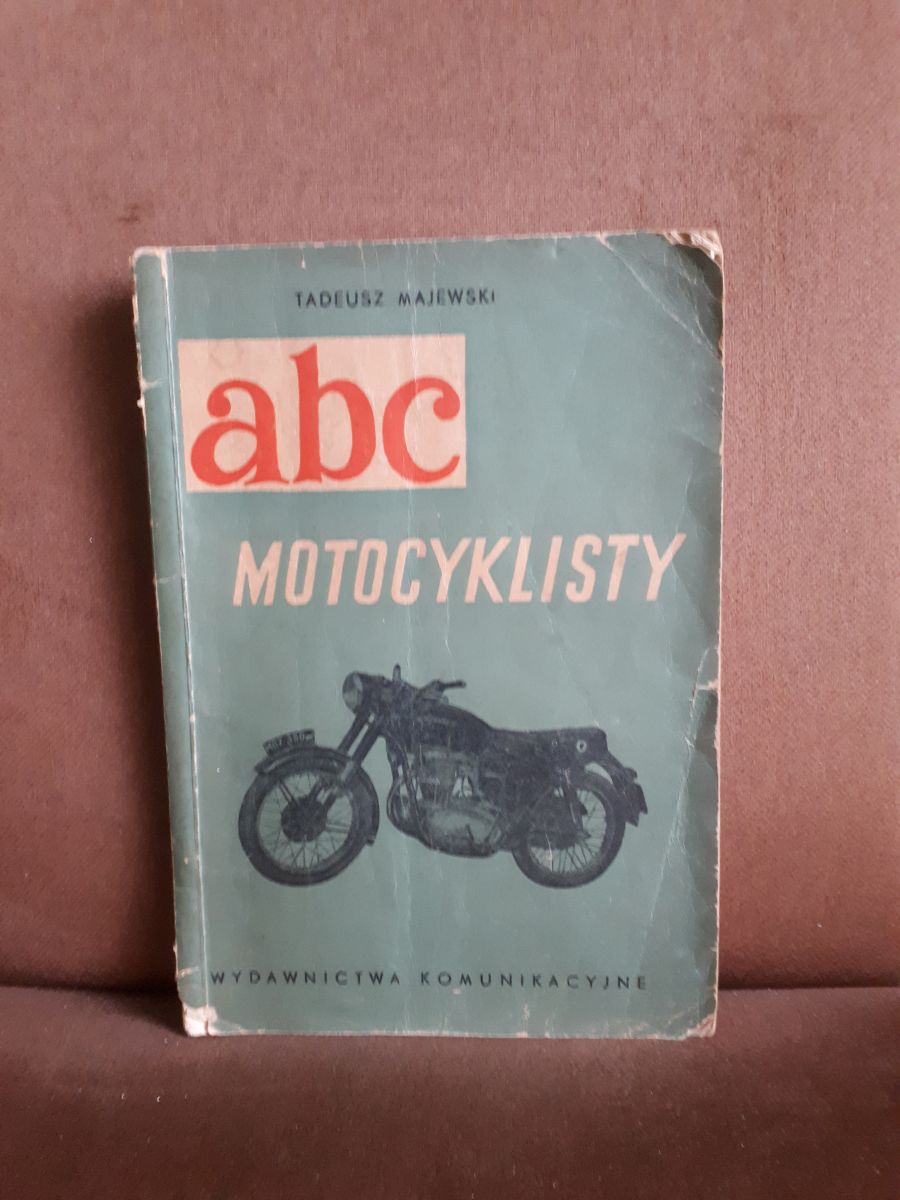 TADEUSZ MAJEWSKI
abc
MOTOCYKLISTY
WYDAWNICTWA KOMUNIKACYJNE